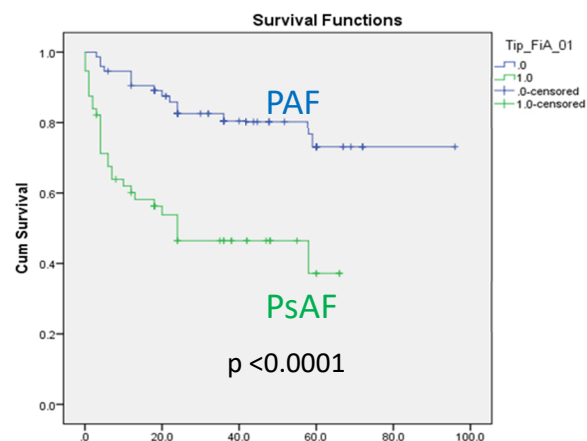 Survival Functions
Tip_FiA_01
.0
1.0
.0-censored
1.0-censored
PAF
PsAF
p <0.0001
Cum Survival
1.0
0.8
0.6
0.4
0.2
0.0
.0 20.0 40.0 60.0 80.0 100.0